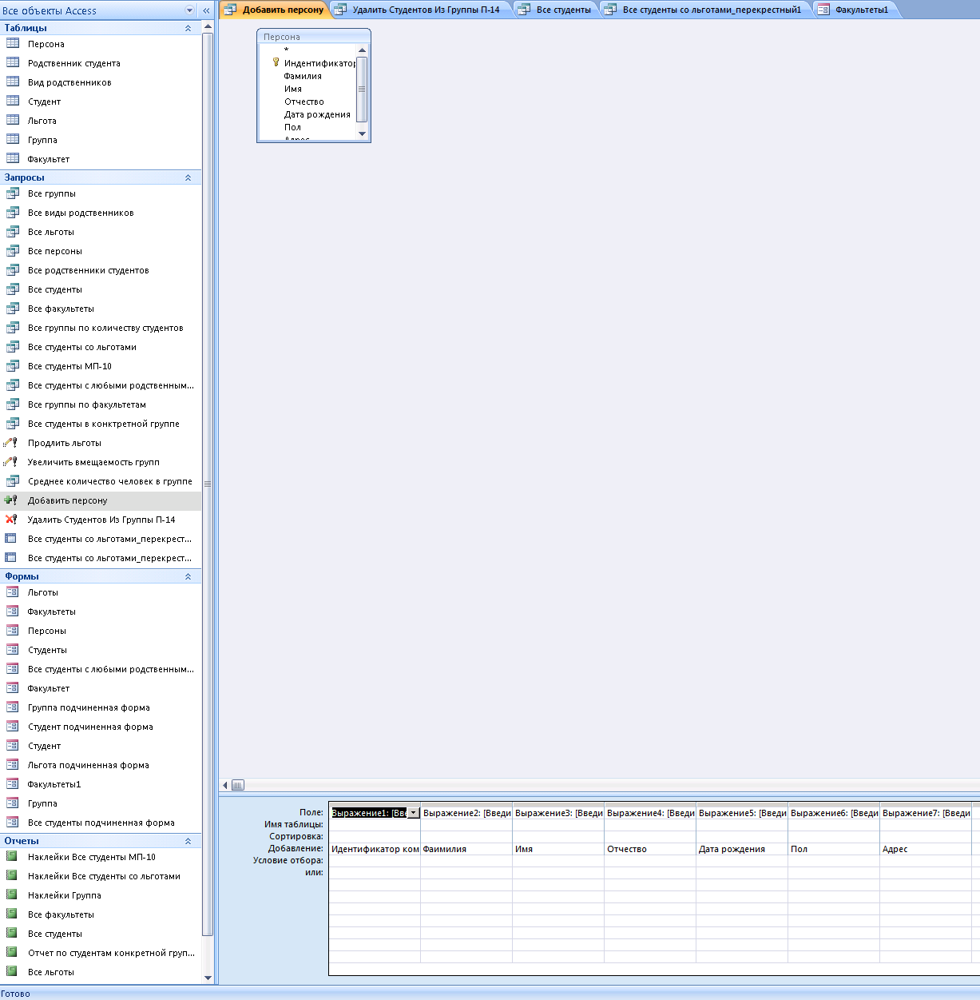 Все объекты Access
Таблицы
Персона
Родственник студента
Вид родственников
Студент
Льгота
Группа
Факультет
Запросы
Все группы
Все виды родственников
Все льготы
Все персоны
Все родственники студентов
Все студенты
Все факультеты
Все группы по количеству студентов
Все студенты со льготами
Все студенты МП-10
Все студенты с любыми родственным...
Все группы по факультетам
Все студенты в конктретной группе
Продлить льготы
Увеличить вмещаемость групп
Среднее количество человек в группе
Добавить персону
Удалить Студентов Из Группы П-14
Все студенты со льготами_перекрест...
Все студенты со льготами_перекрест...
Формы
Льготы
Факультеты
Персоны
Студенты
Все студенты с любыми родственным...
Факультет
Группа подчиненная форма
Студент подчиненная форма
Студент
Льгота подчиненная форма
Факультеты1
Группа
Все студенты подчиненная форма
Отчеты
Наклейки Все студенты МП-10
Наклейки Все студенты со льготами
Наклейки Группа
Все факультеты
Все студенты
Отчет по студентам конкретной груп...
Все льготы
Готово
Добавить персону Удалить Студентов Из Группы П-14 Все студенты Все студенты со льготами_перекрестный1 Факультеты1
Персона
*
Индентификатор
Фамилия
Имя
Отчество
Дата рождения
Пол
Адрес
Поле: Выражение1: [Вве Выражение2: [Введи Выражение3: [Введи Выражение4: [Введи Выражение5: [Введи Выражение6: [Введи Выражение7: [Введи
Имя таблицы:
Сортировка:
Добавление: Идентификатор ком Фаимилия Имя Отчество Дата рождения Пол Адрес
Условие отбора:
или: